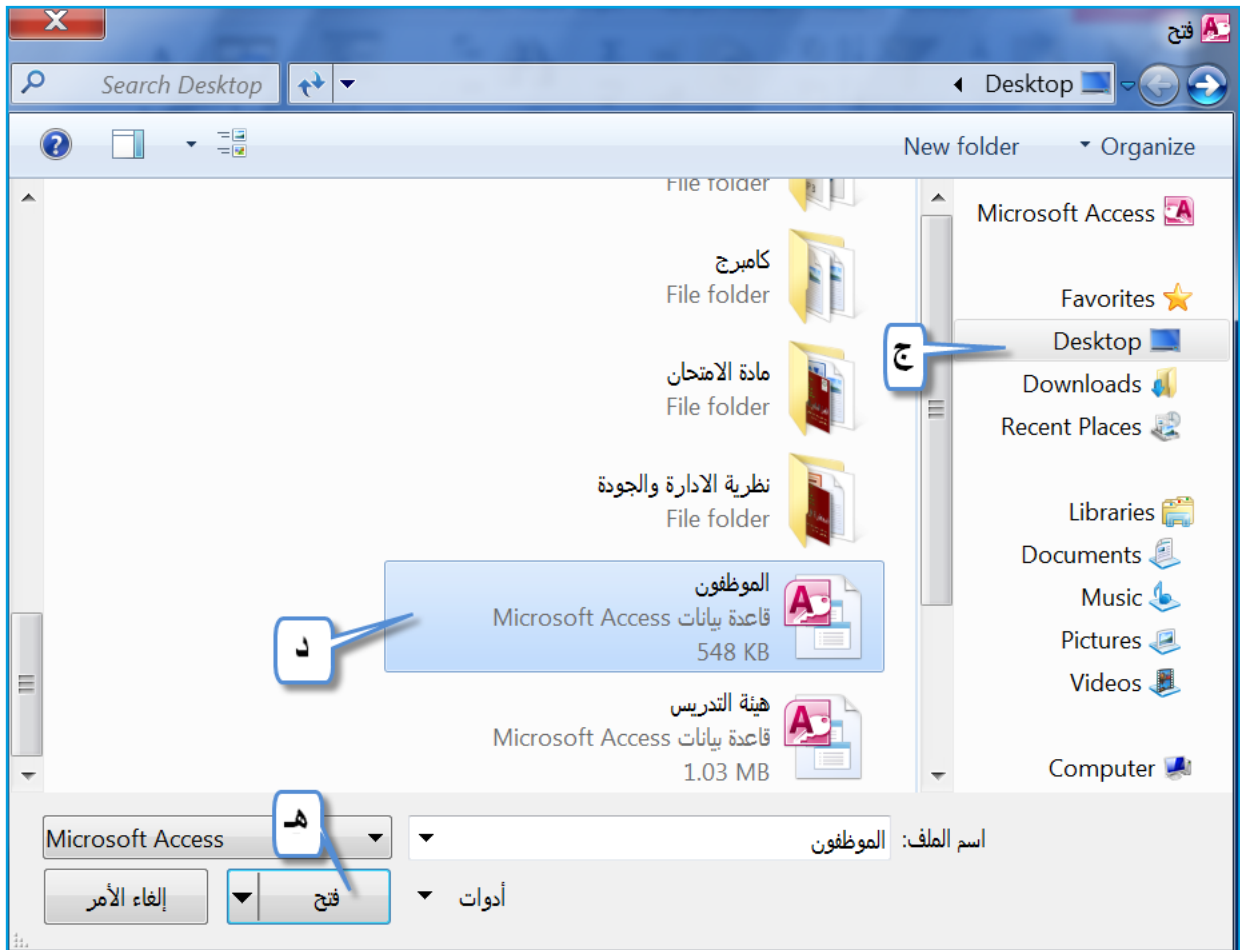 فتح
Desktop
Search Desktop
Organize
New folder
Microsoft Access
Favorites
Desktop
Downloads
Recent Places
Libraries
Documents
Music
Pictures
Videos
Computer
ج
File folder
كامبرج
File folder
مادة الامتحان
File folder
نظرية الادارة والجودة
File folder
الموظفون
قاعدة بيانات Microsoft Access
548 KB
د
هيئة التدريس
قاعدة بيانات Microsoft Access
1.03 MB
هـ
اسم الملف: الموظفون
Microsoft Access
أدوات
فتح
إلغاء الأمر